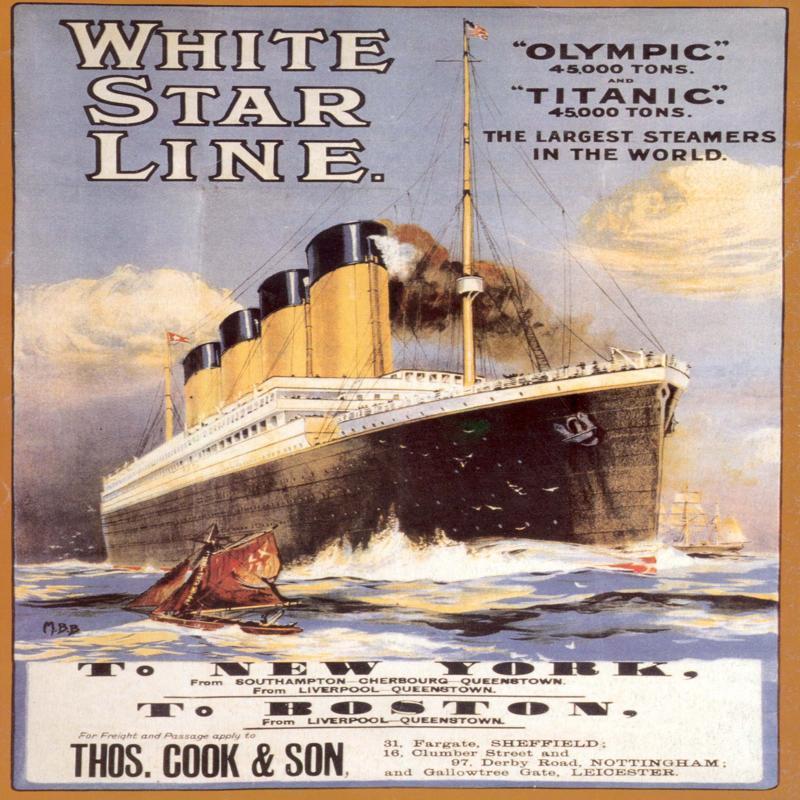 WHITE
STAR
LINE.
"OLYMPIC".
45,000 TONS.
AND
"TITANIC".
45,000 TONS.
THE LARGEST STEAMERS
IN THE WORLD.
M.B.B
TO NEW YORK,
From SOUTHAMPTON—CHERBOURG—QUEENSTOWN.
From LIVERPOOL—QUEENSTOWN.
TO BOSTON,
From LIVERPOOL—QUEENSTOWN.
For Freight and Passage apply to
THOS. COOK & SON,
31, Fargate, SHEFFIELD;
16, Clumber Street and
97, Derby Road, NOTTINGHAM;
and Gallowtree Gate, LEICESTER.